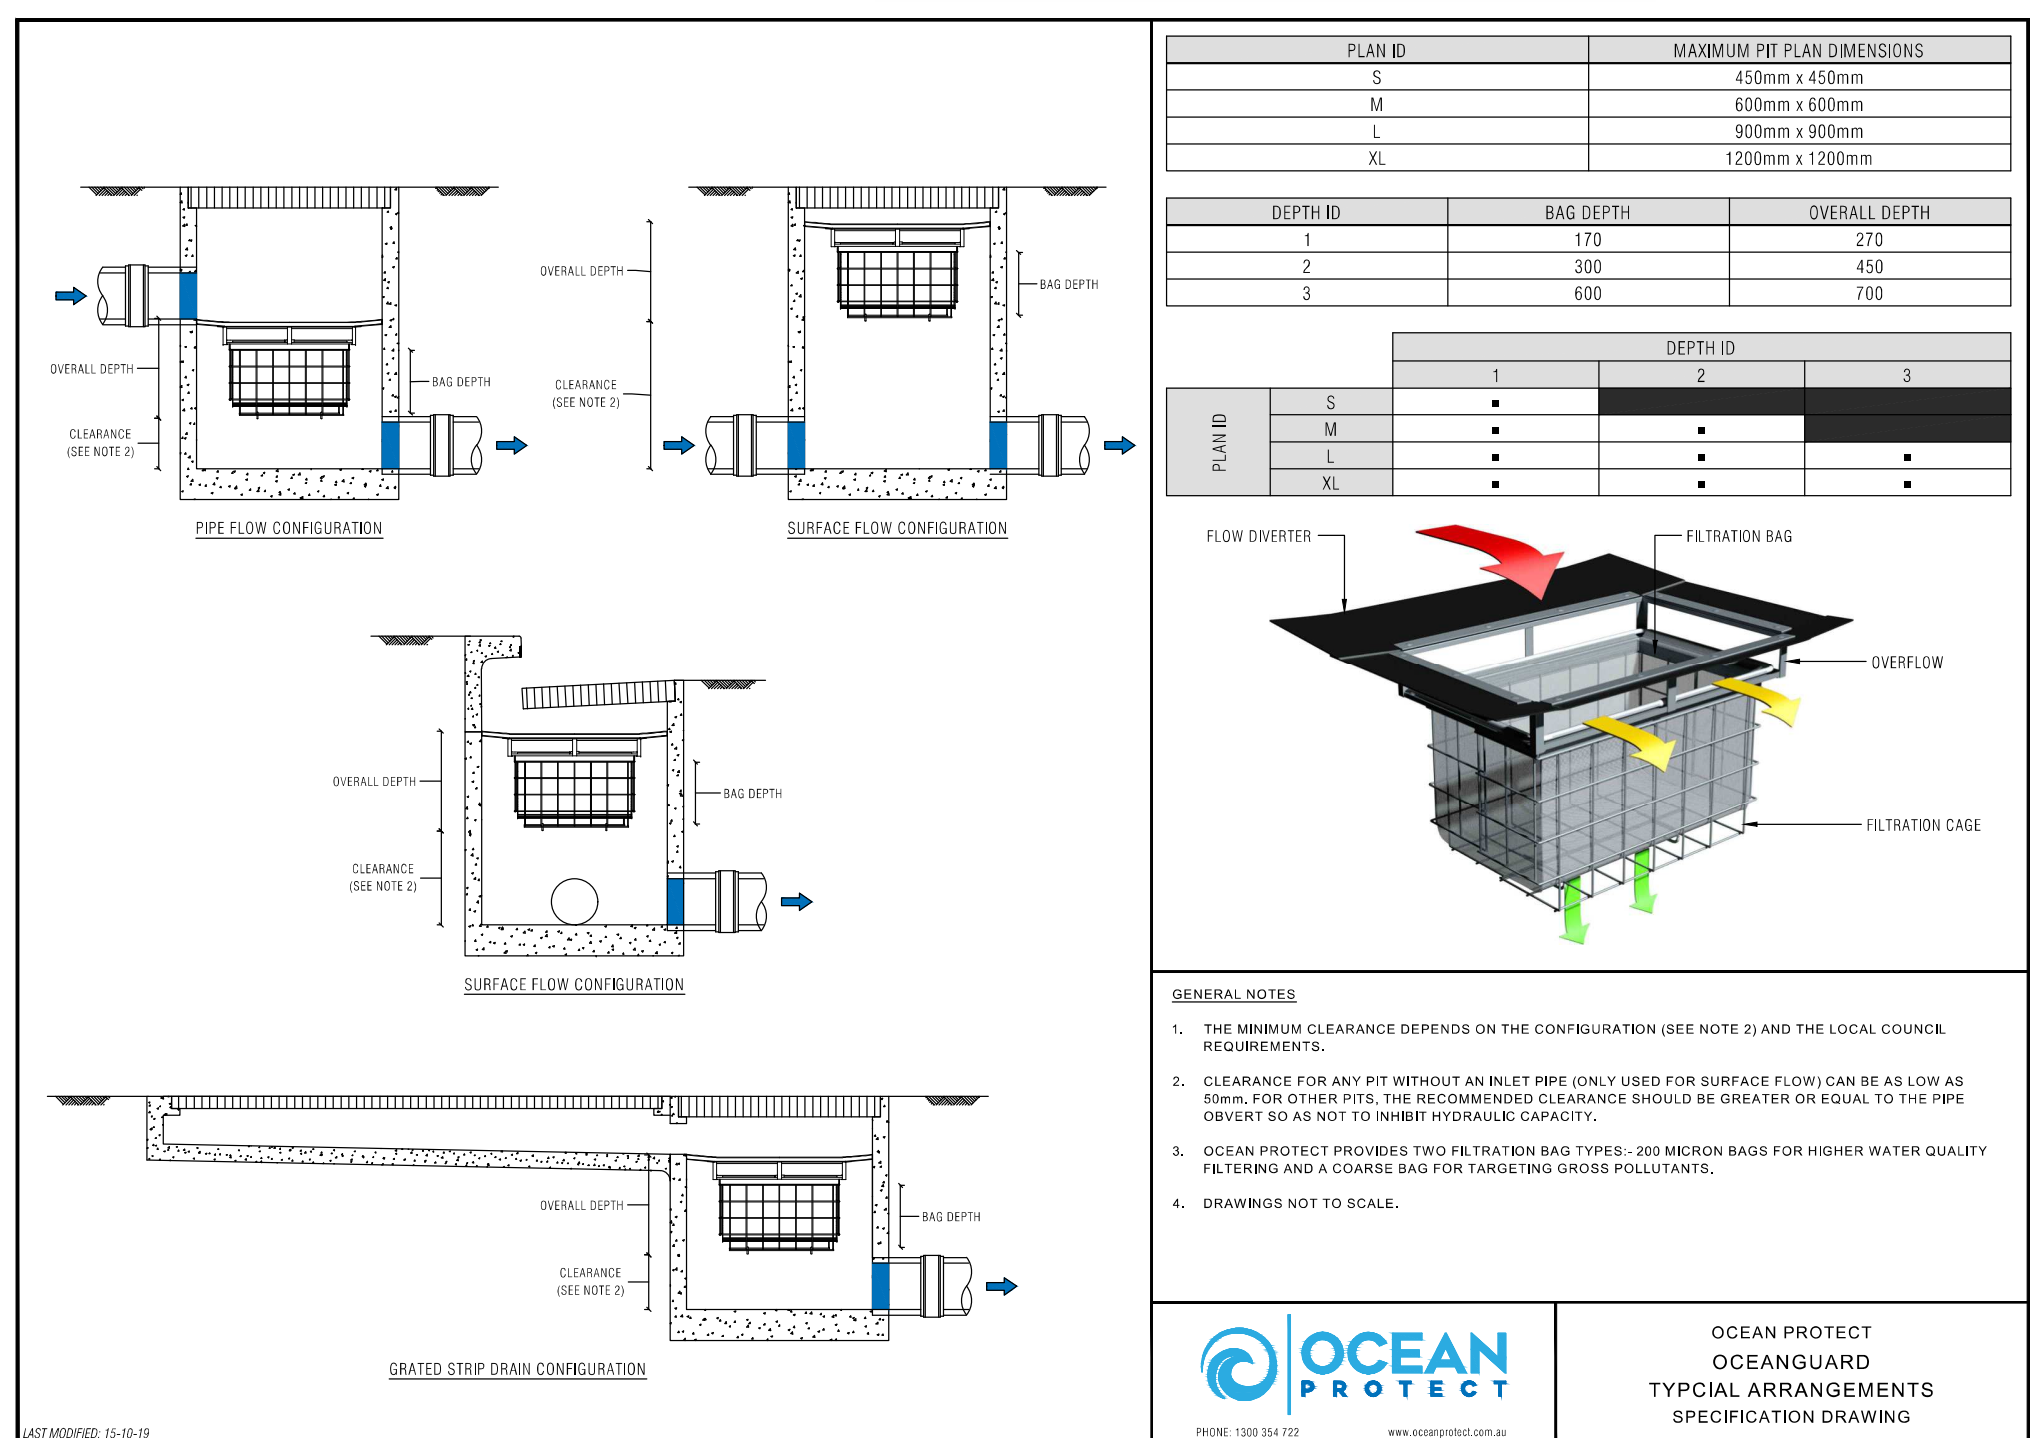 OVERALL DEPTH
CLEARANCE
(SEE NOTE 2)
BAG DEPTH
PIPE FLOW CONFIGURATION
OVERALL DEPTH
CLEARANCE
(SEE NOTE 2)
BAG DEPTH
SURFACE FLOW CONFIGURATION
OVERALL DEPTH
CLEARANCE
(SEE NOTE 2)
BAG DEPTH
SURFACE FLOW CONFIGURATION
OVERALL DEPTH
CLEARANCE
(SEE NOTE 2)
BAG DEPTH
GRATED STRIP DRAIN CONFIGURATION
LAST MODIFIED: 15-10-19
PLAN ID MAXIMUM PIT PLAN DIMENSIONS
S 450mm x 450mm
M 600mm x 600mm
L 900mm x 900mm
XL 1200mm x 1200mm
DEPTH ID BAG DEPTH OVERALL DEPTH
1 170 270
2 300 450
3 600 700
DEPTH ID
1 2 3
PLAN ID
S
M
L
XL
FLOW DIVERTER
FILTRATION BAG
OVERFLOW
FILTRATION CAGE
GENERAL NOTES
1. THE MINIMUM CLEARANCE DEPENDS ON THE CONFIGURATION (SEE NOTE 2) AND THE LOCAL COUNCIL
REQUIREMENTS.
2. CLEARANCE FOR ANY PIT WITHOUT AN INLET PIPE (ONLY USED FOR SURFACE FLOW) CAN BE AS LOW AS
50mm. FOR OTHER PITS, THE RECOMMENDED CLEARANCE SHOULD BE GREATER OR EQUAL TO THE PIPE
OBVERT SO AS NOT TO INHIBIT HYDRAULIC CAPACITY.
3. OCEAN PROTECT PROVIDES TWO FILTRATION BAG TYPES:- 200 MICRON BAGS FOR HIGHER WATER QUALITY
FILTERING AND A COARSE BAG FOR TARGETING GROSS POLLUTANTS.
4. DRAWINGS NOT TO SCALE.
OCEAN
PROTECT
PHONE: 1300 354 722 www.oceanprotect.com.au
OCEAN PROTECT
OCEANGUARD
TYPCIAL ARRANGEMENTS
SPECIFICATION DRAWING